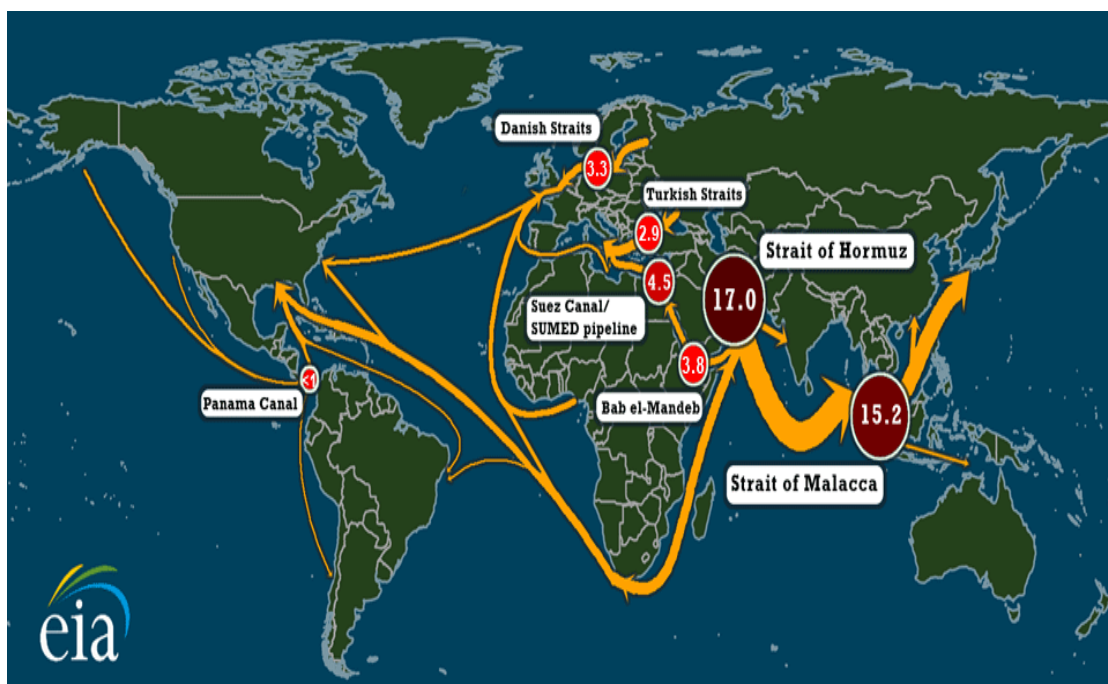 Danish Straits
3.3
Turkish Straits
2.9
Strait of Hormuz
17.0
4.5
Suez Canal/
SUMED pipeline
3.8
Bab el-Mandeb
<1
Panama Canal
15.2
Strait of Malacca
eia